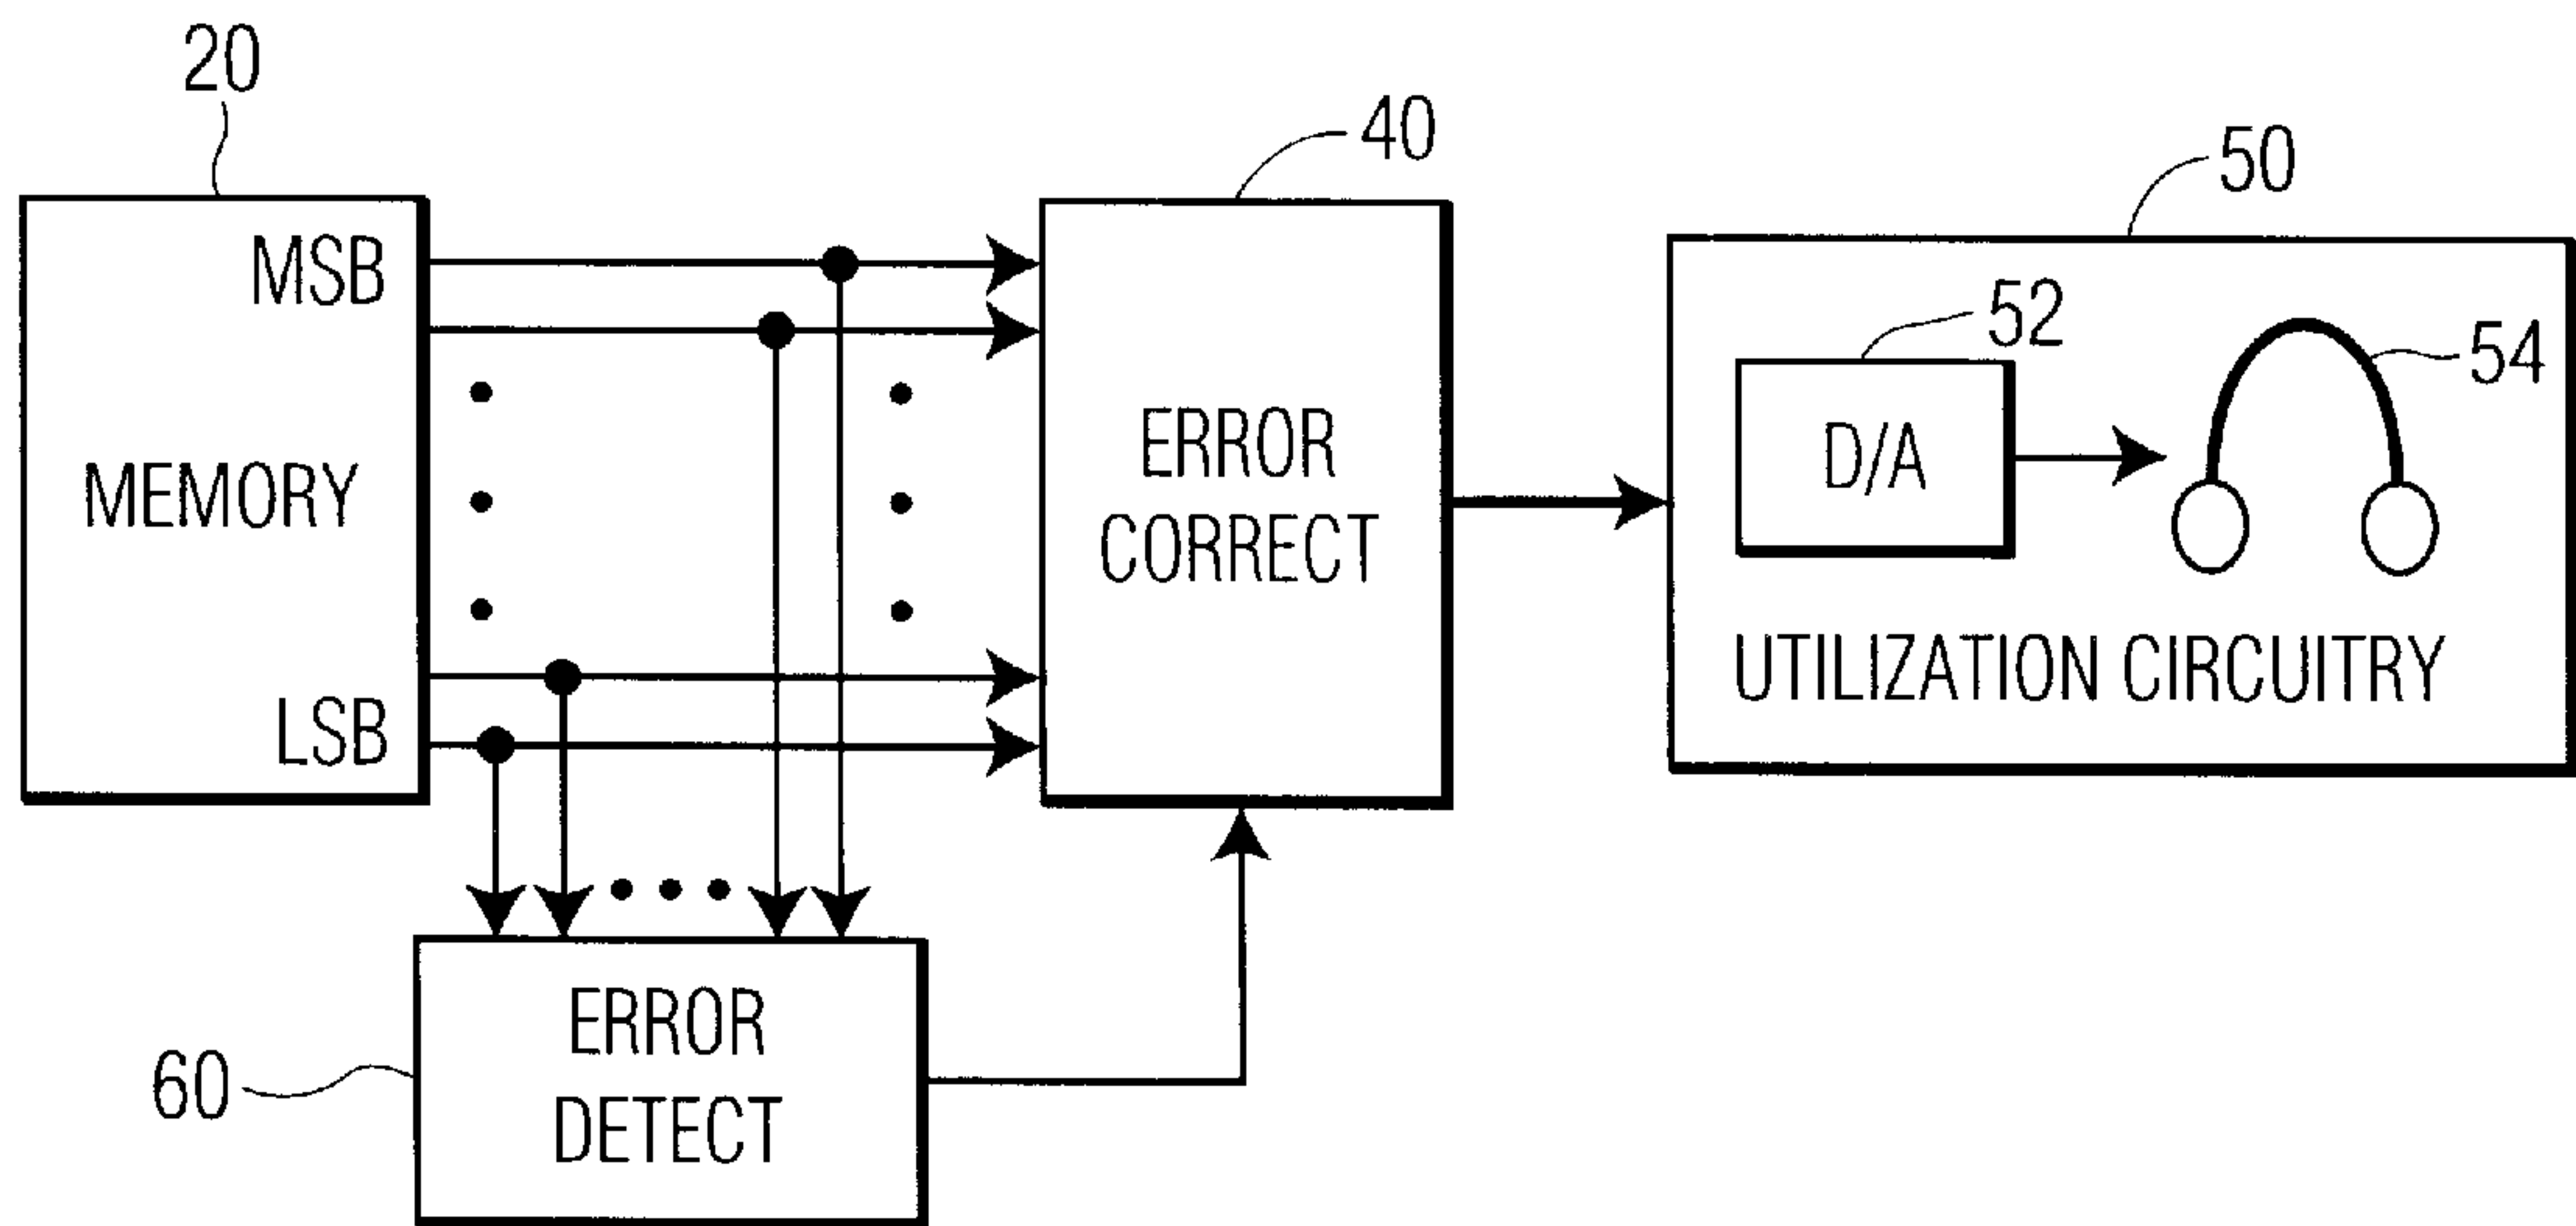 20
40
50
MSB
52
54
MEMORY
ERROR
CORRECT
D/A
UTILIZATION CIRCUITRY
LSB
60
ERROR
DETECT